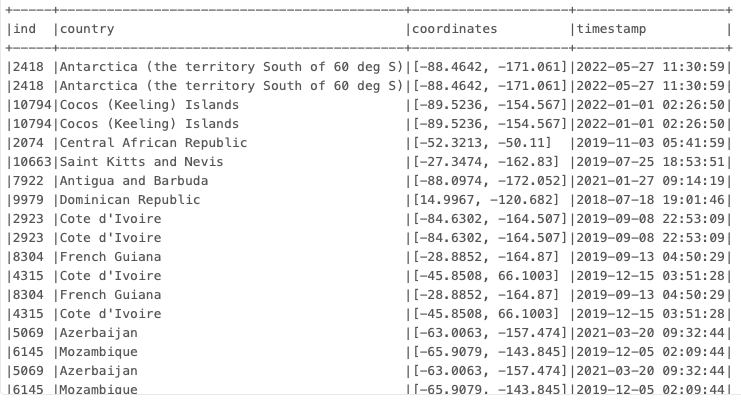 +-----+--------------------------------------------+--------------------+-------------------+
|ind  |country                                     |coordinates         |timestamp          |
+-----+--------------------------------------------+--------------------+-------------------+
|2418 |Antarctica (the territory South of 60 deg S)|[-88.4642, -171.061]|2022-05-27 11:30:59|
|2418 |Antarctica (the territory South of 60 deg S)|[-88.4642, -171.061]|2022-05-27 11:30:59|
|10794|Cocos (Keeling) Islands                     |[-89.5236, -154.567]|2022-01-01 02:26:50|
|10794|Cocos (Keeling) Islands                     |[-89.5236, -154.567]|2022-01-01 02:26:50|
|2074 |Central African Republic                    |[-52.3213, -50.11]  |2019-11-03 05:41:59|
|10663|Saint Kitts and Nevis                       |[-27.3474, -162.83] |2019-07-25 18:53:51|
|7922 |Antigua and Barbuda                         |[-88.0974, -172.052]|2021-01-27 09:14:19|
|9979 |Dominican Republic                          |[14.9967, -120.682] |2018-07-18 19:01:46|
|2923 |Cote d'Ivoire                               |[-84.6302, -164.507]|2019-09-08 22:53:09|
|2923 |Cote d'Ivoire                               |[-84.6302, -164.507]|2019-09-08 22:53:09|
|8304 |French Guiana                               |[-28.8852, -164.87] |2019-09-13 04:50:29|
|4315 |Cote d'Ivoire                               |[-45.8508, 66.1003] |2019-12-15 03:51:28|
|8304 |French Guiana                               |[-28.8852, -164.87] |2019-09-13 04:50:29|
|4315 |Cote d'Ivoire                               |[-45.8508, 66.1003] |2019-12-15 03:51:28|
|5069 |Azerbaijan                                  |[-63.0063, -157.474]|2021-03-20 09:32:44|
|6145 |Mozambique                                  |[-65.9079, -143.845]|2019-12-05 02:09:44|
|5069 |Azerbaijan                                  |[-63.0063, -157.474]|2021-03-20 09:32:44|
|6145 |Mozambique                                  |[-65.9079, -143.845]|2019-12-05 02:09:44|